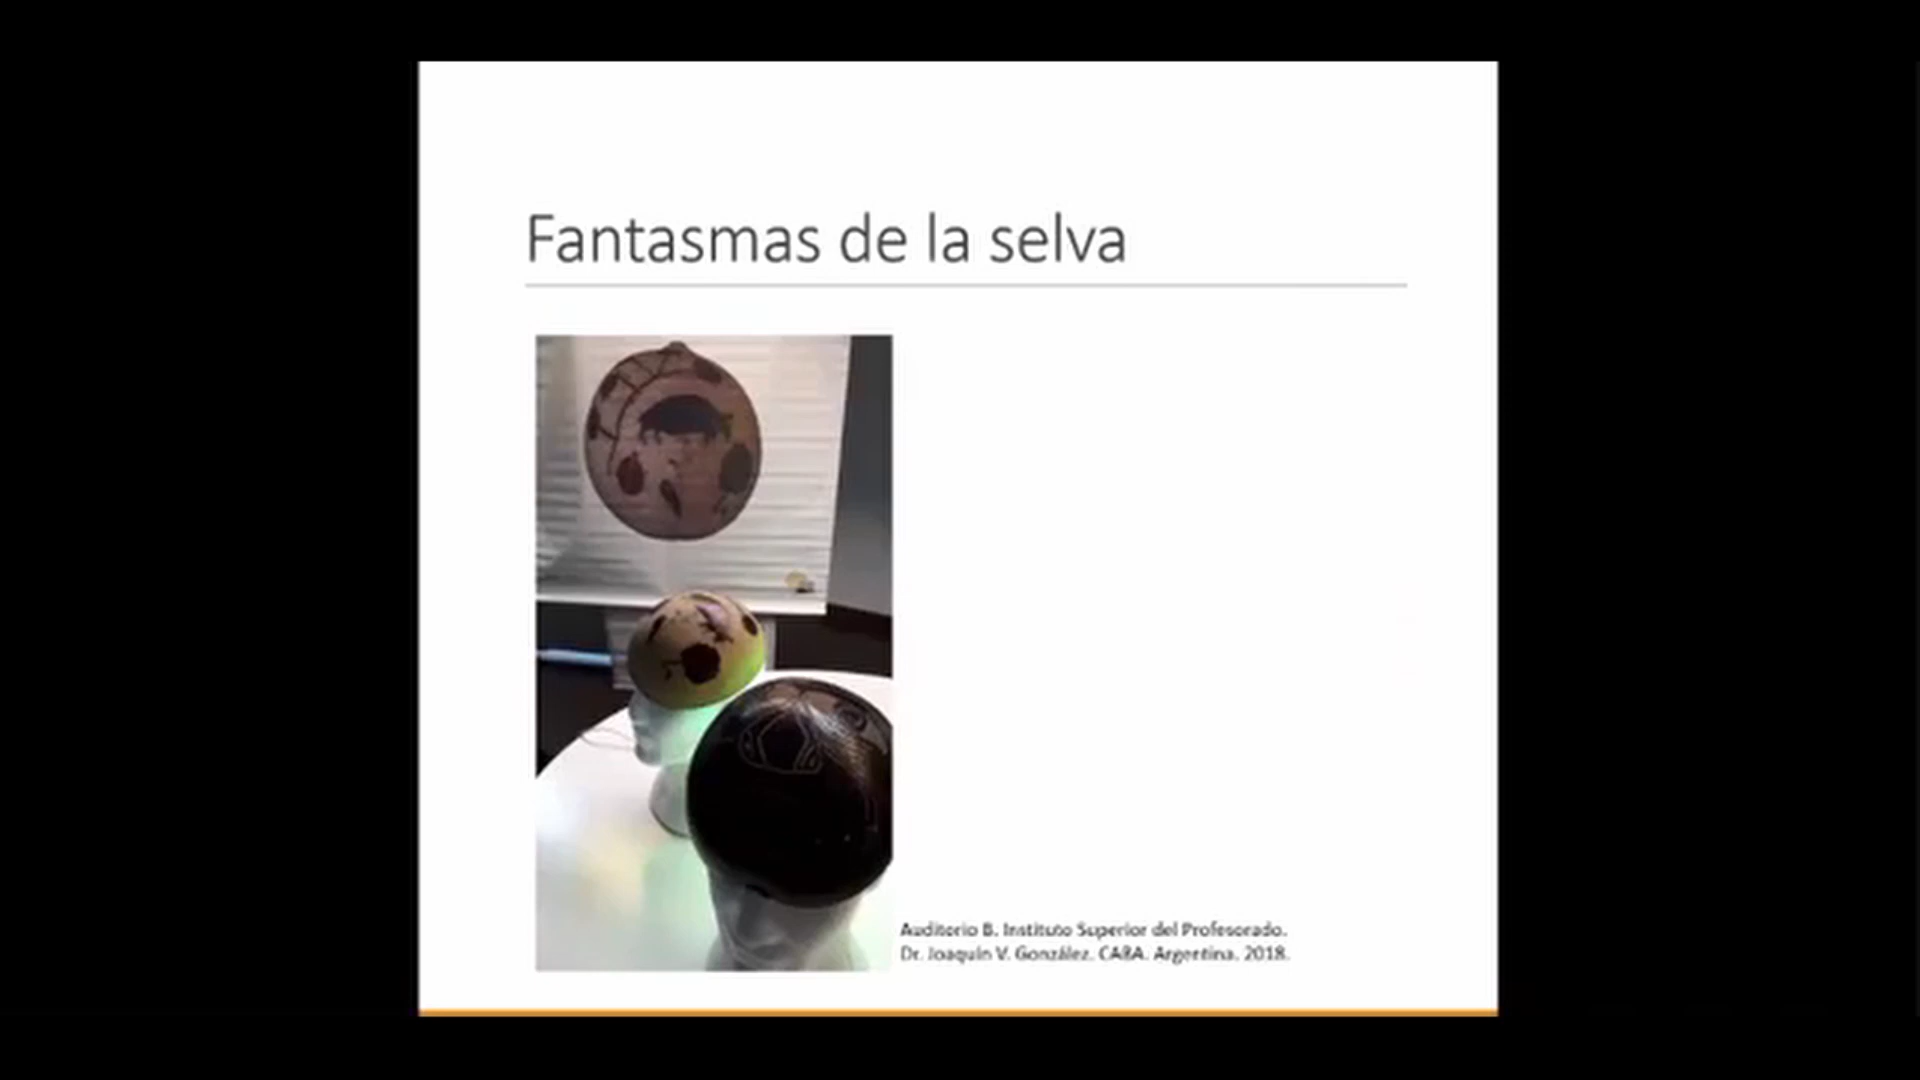 Fantasmas de la selva
Auditorio B. Instituto Superior del Profesorado.
Dr. Joaquín V. González. CABA. Argentina. 2018.